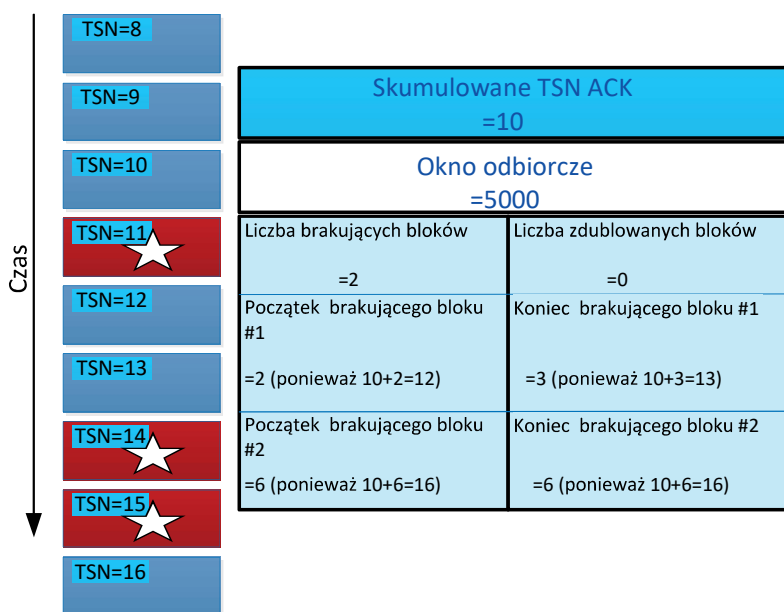 Czas
TSN=8
TSN=9
TSN=10
TSN=11
TSN=12
TSN=13
TSN=14
TSN=15
TSN=16
Skumulowane TSN ACK
=10
Okno odbiorcze
=5000
Liczba brakujących bloków
=2
Liczba zdublowanych bloków
=0
Początek brakującego bloku
#1
=2 (ponieważ 10+2=12)
Koniec brakującego bloku #1
=3 (ponieważ 10+3=13)
Początek brakującego bloku
#2
=6 (ponieważ 10+6=16)
Koniec brakującego bloku #2
=6 (ponieważ 10+6=16)